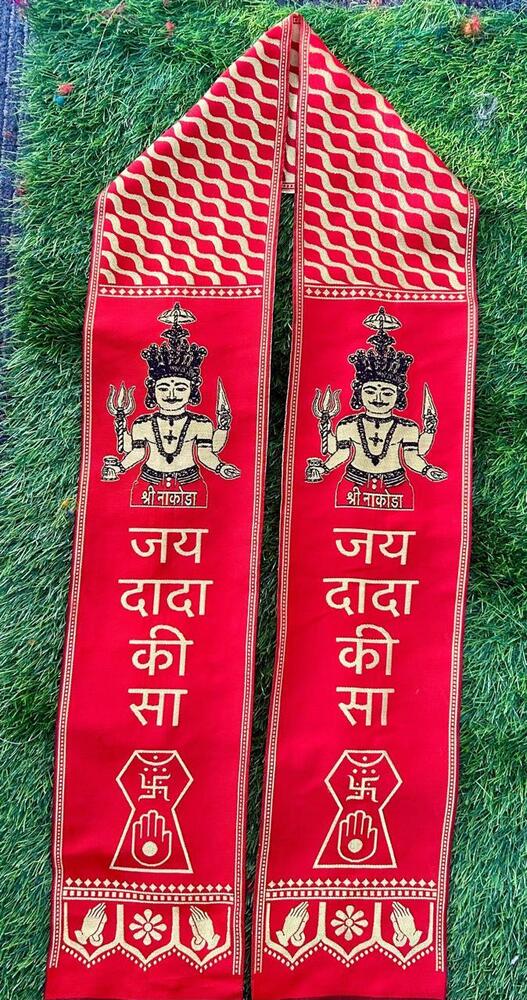 श्री नाकोडा
जय
दादा
की
सा
श्री नाकोडा
जय
दादा
की
सा